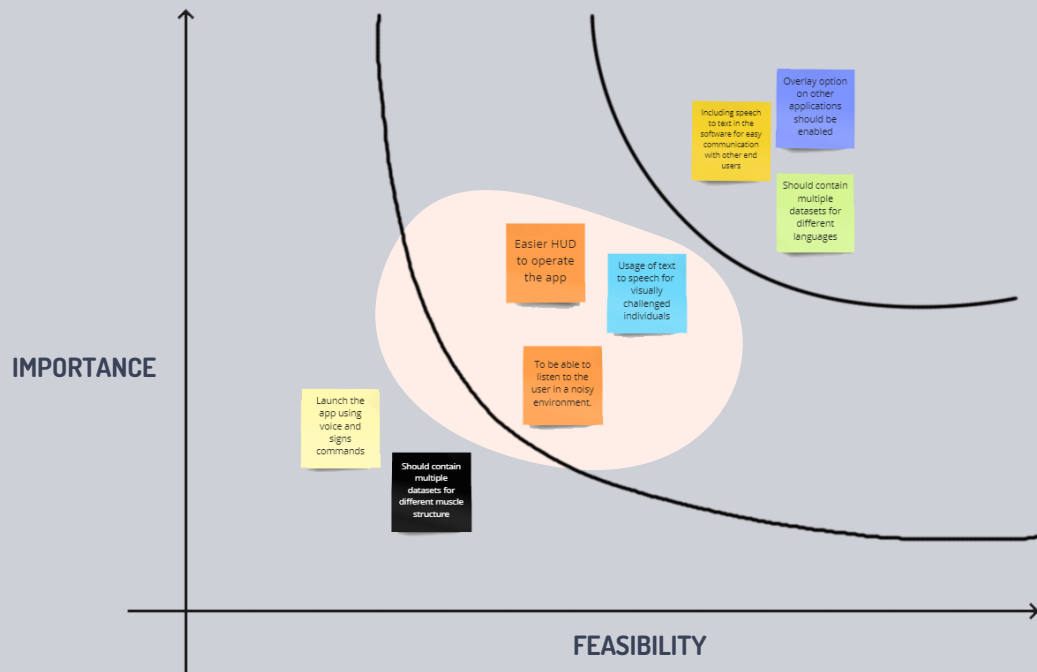 Overlay option
on other
applications
should be
enabled
Including speech
to text in the
software for easy
communication
with other end
users
Should contain
multiple
datasets for
different
languages
Easier HUD
to operate
the app
Usage of text
to speech for
visually
challenged
individuals
To be able to
listen to the
user in a noisy
environment.
IMPORTANCE
Launch the
app using
voice and
signs
commands
Should contain
multiple
datasets for
different muscle
structure
FEASIBILITY